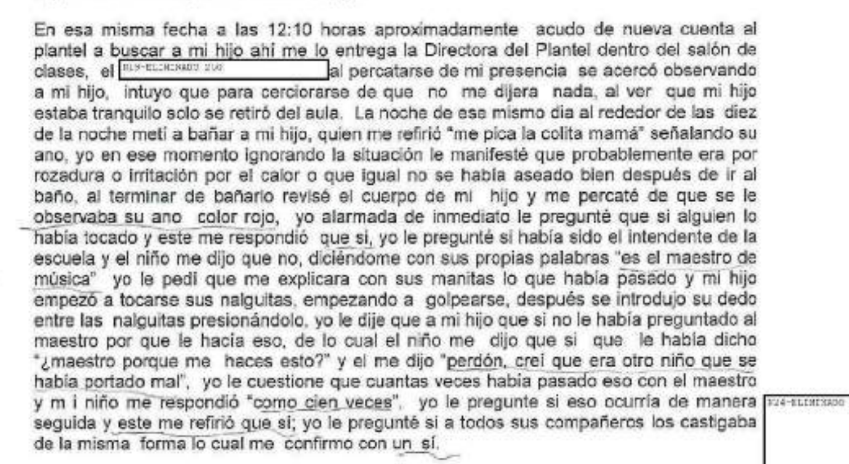 En esa misma fecha a las 12:10 horas aproximadamente acudo de nueva cuenta al
plantel a buscar a mi hijo ahí me lo entrega la Directora del Plantel dentro del salón de
clases, el al percatarse de mi presencia se acercó observando
a mi hijo, intuyo que para cerciorarse de que no me dijera nada, al ver que mi hijo
estaba tranquilo solo se retiró del aula. La noche de ese mismo dia al rededor de las diez
de la noche metí a bañar a mi hijo, quien me refirió "me pica la colita mamá" señalando su
ano, yo en ese momento ignorando la situación le manifesté que probablemente era por
rozadura o irritación por el calor o que igual no se había aseado bien después de ir al
baño, al terminar de bañarlo revisé el cuerpo de mi hijo y me percaté de que se le
observaba su ano color rojo, yo alarmada de inmediato le pregunté que si alguien lo
había tocado y este me respondió que si, yo le pregunté si había sido el intendente de la
escuela y el niño me dijo que no, diciéndome con sus propias palabras "es el maestro de
música" yo le pedí que me explicara con sus manitas lo que había pasado y mi hijo
empezó a tocarse sus nalguitas, empezando a golpearse, después se introdujo su dedo
entre las nalguitas presionándolo, yo le dije que a mi hijo que si no le había preguntado al
maestro por que le hacía eso, de lo cual el niño me dijo que si que le había dicho
"¿maestro porque me haces esto?" y el me dijo "perdón, creí que era otro niño que se
había portado mal", yo le cuestione que cuantas veces había pasado eso con el maestro
y m i niño me respondió "como cien veces", yo le pregunte si eso ocurría de manera
seguida y este me refirió que si; yo le pregunté si a todos sus compañeros los castigaba
de la misma forma lo cual me confirmo con un sí.